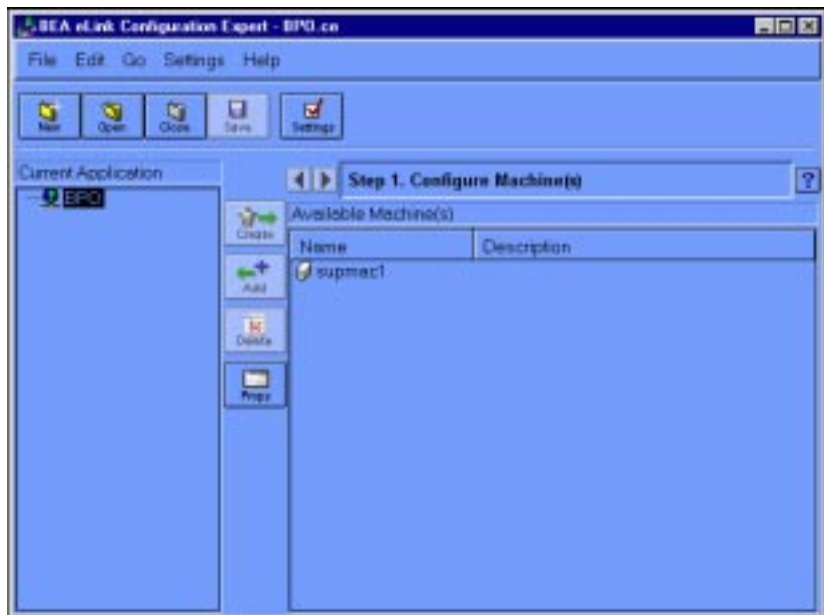 BEA eLink Configuration Expert - BPO.ce
File Edit Go Settings Help
New Open Close Save Settings
Current Application
BPO
Step 1. Configure Machine(s)
?
Create
Add
Delete
Props
Available Machine(s)
Name Description
supmac1